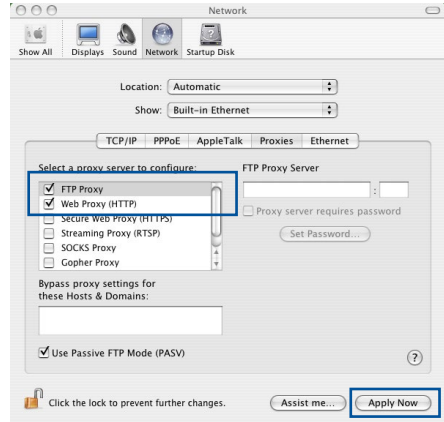 Network
Show All Displays Sound Network Startup Disk
Location: Automatic
Show: Built-in Ethernet
TCP/IP PPPoE AppleTalk Proxies Ethernet
Select a proxy server to configure: FTP Proxy Server
FTP Proxy :
Web Proxy (HTTP) Proxy server requires password
Secure Web Proxy (HTTPS)
Streaming Proxy (RTSP) Set Password...
SOCKS Proxy
Gopher Proxy
Bypass proxy settings for
these Hosts & Domains:
Use Passive FTP Mode (PASV) ?
Click the lock to prevent further changes. Assist me... Apply Now